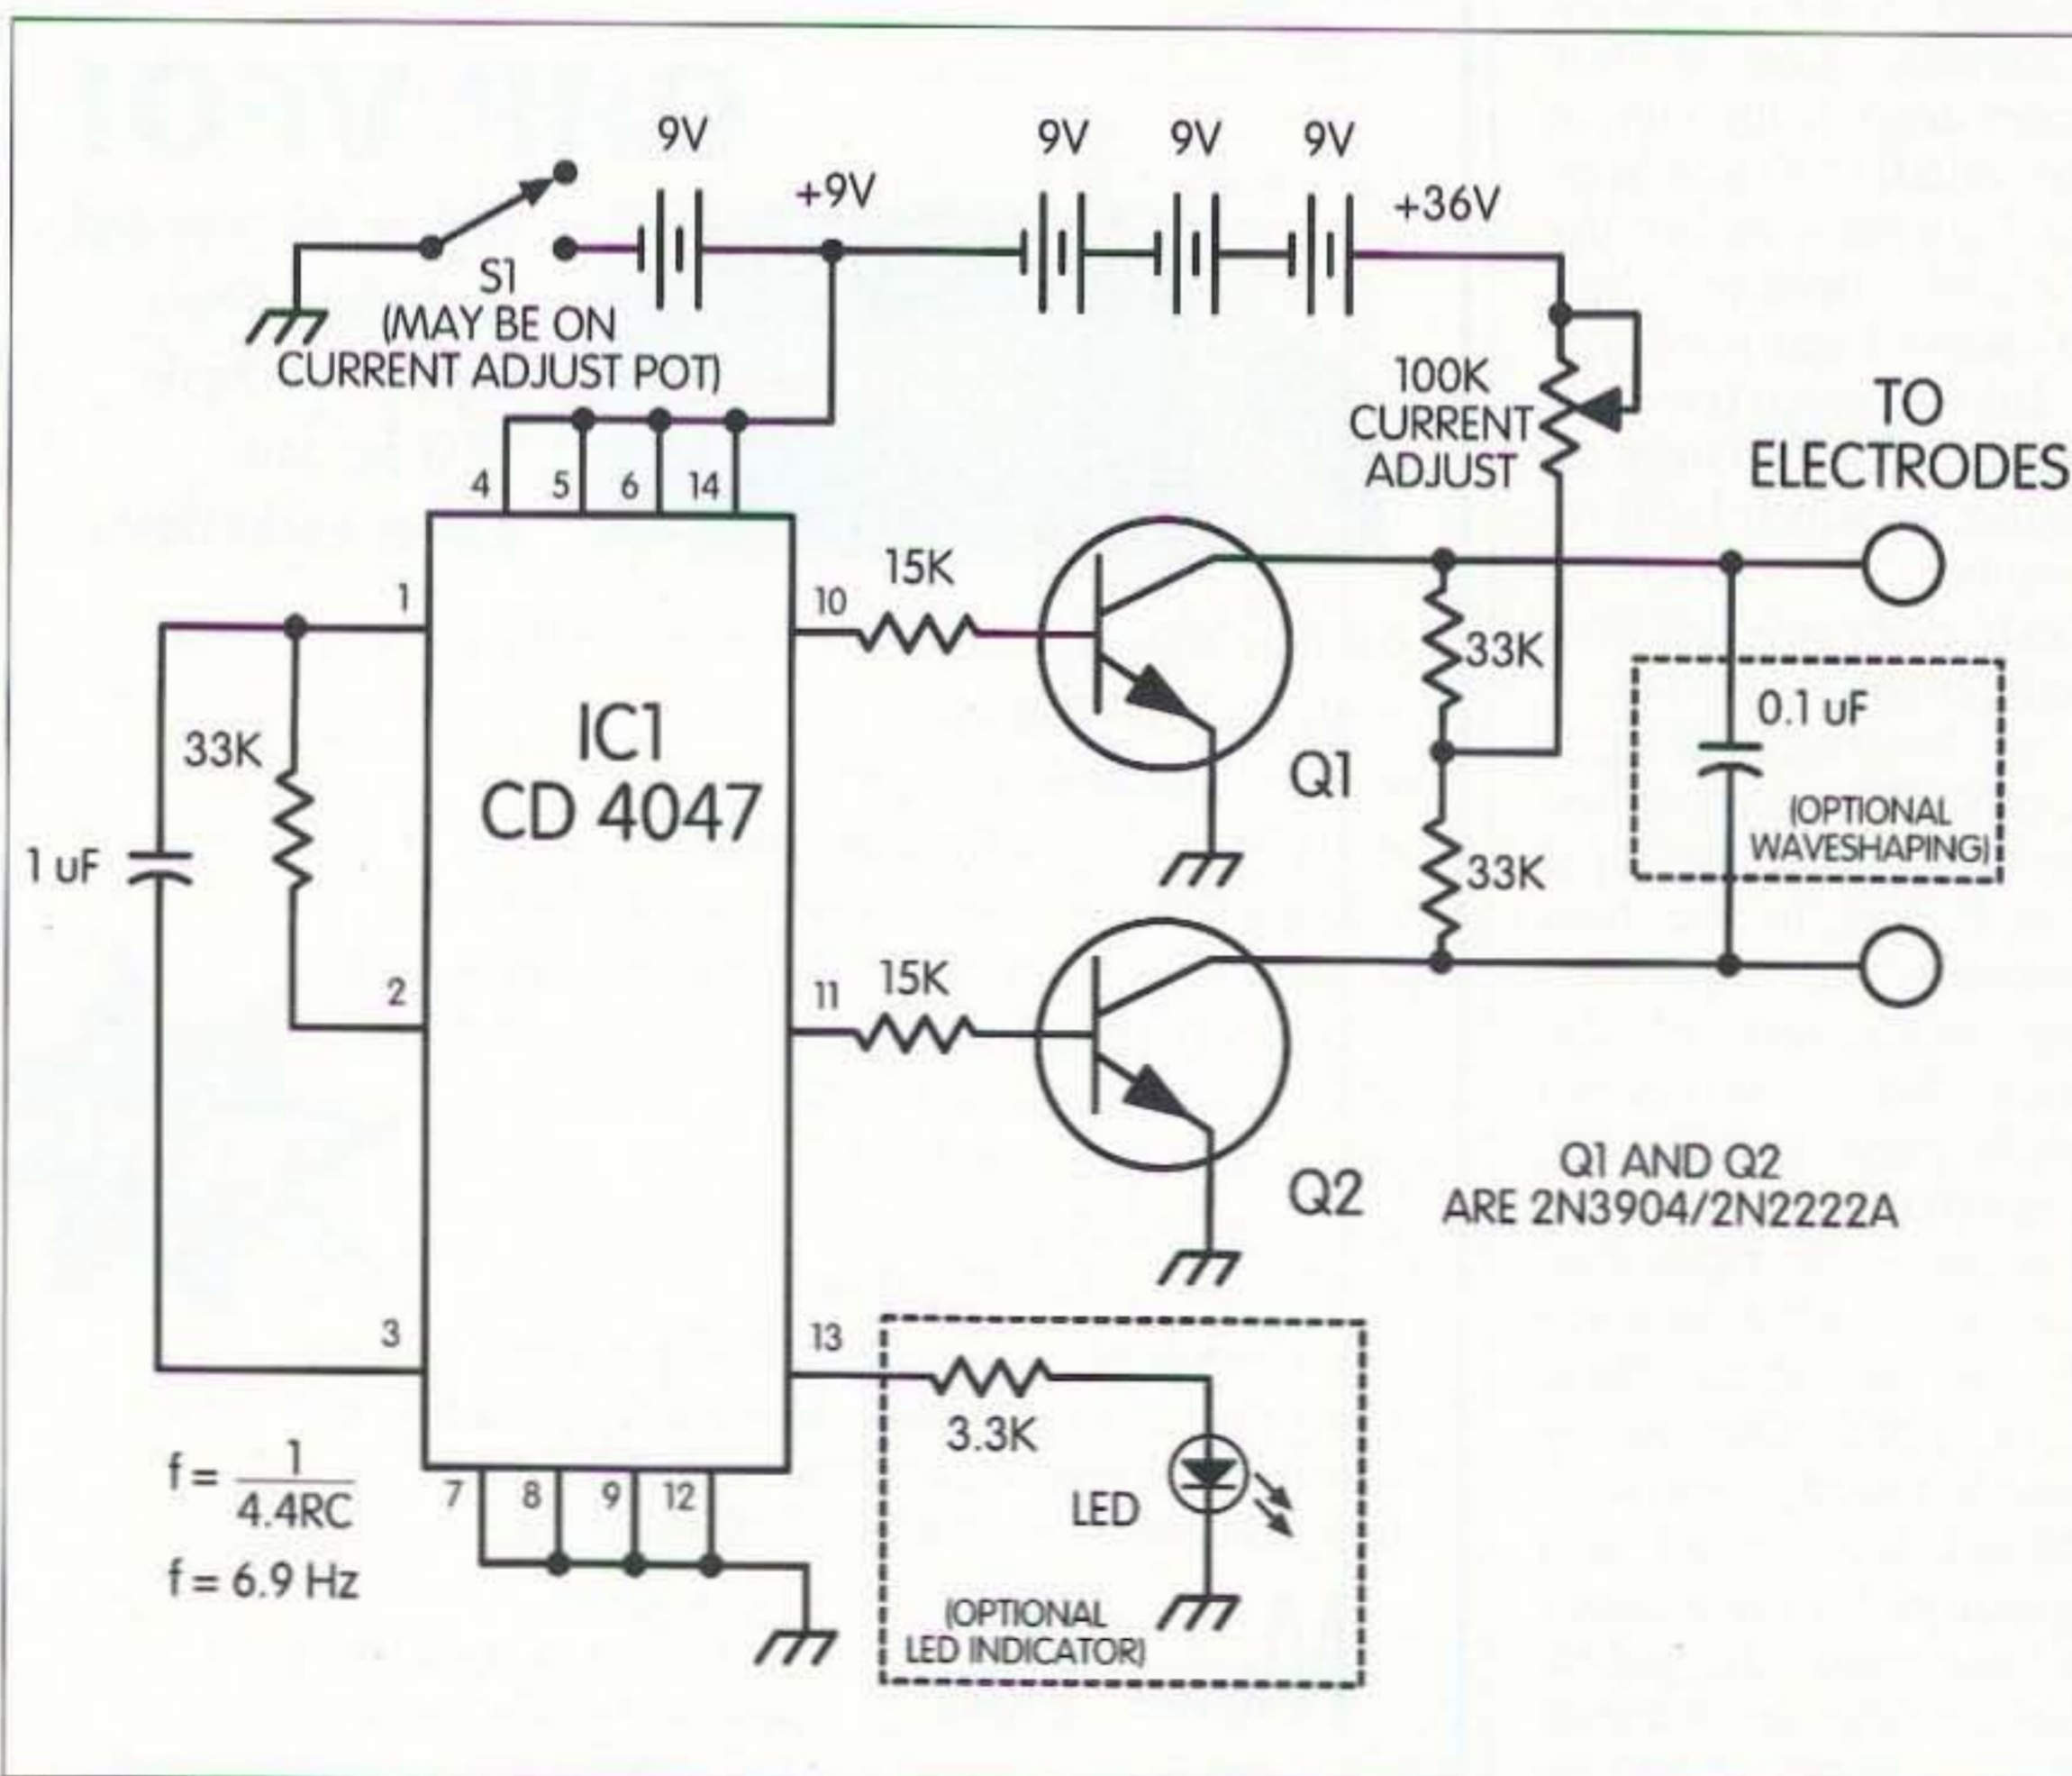 9V
9V
9V
9V
+9V
+36V
S1
(MAY BE ON
CURRENT ADJUST POT)
100K
CURRENT
ADJUST
TO
ELECTRODES
4
5
6
14
1
10
15K
33K
33K
IC1
CD 4047
Q1
0.1 uF
(OPTIONAL
WAVESHAPING)
1 uF
33K
2
11
15K
Q2
Q1 AND Q2
ARE 2N3904/2N2222A
3
13
3.3K
LED
(OPTIONAL
LED INDICATOR)
7
8
9
12
f = 1
4.4RC
f = 6.9 Hz